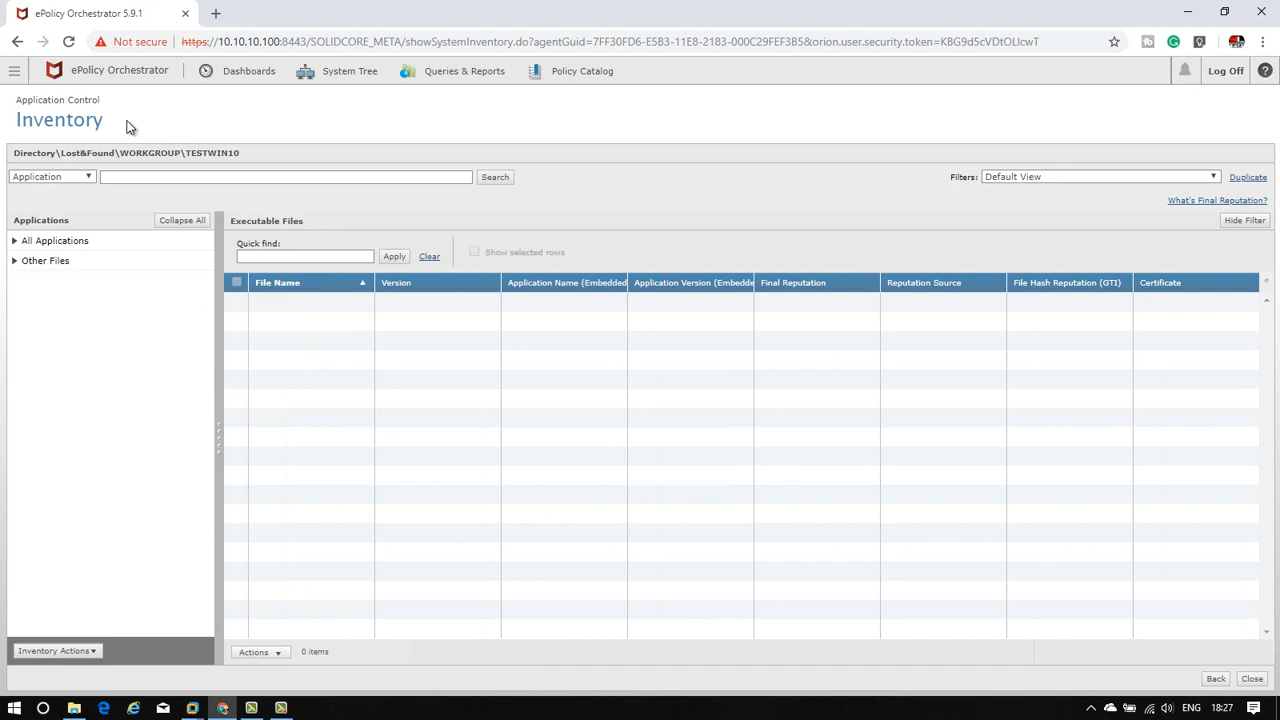 ePolicy Orchestrator 5.9.1
Not secure https://10.10.10.100:8443/SOLIDCORE_META/showSystemInventory.do?agentGuid=7FF30FD6-E5B3-11E8-2183-000C29FEF3B5&orion.user.security.token=KBG9d5cVDtOLIcwT
ePolicy Orchestrator Dashboards System Tree Queries & Reports Policy Catalog Log Off
Application Control
Inventory
Directory\Lost&Found\WORKGROUP\TESTWIN10
Application Search Filters: Default View Duplicate
What's Final Reputation?
Applications Collapse All Executable Files Hide Filter
All Applications
Other Files
Quick find:
Apply Clear Show selected rows
File Name Version Application Name (Embedded Application Version (Embedde Final Reputation Reputation Source File Hash Reputation (GTI) Certificate
Inventory Actions Actions 0 items
Back Close
ENG 18:27